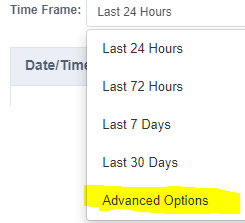 Time Frame: Last 24 Hours
Last 24 Hours
Last 72 Hours
Date/Time
Last 7 Days
Last 30 Days
Advanced Options